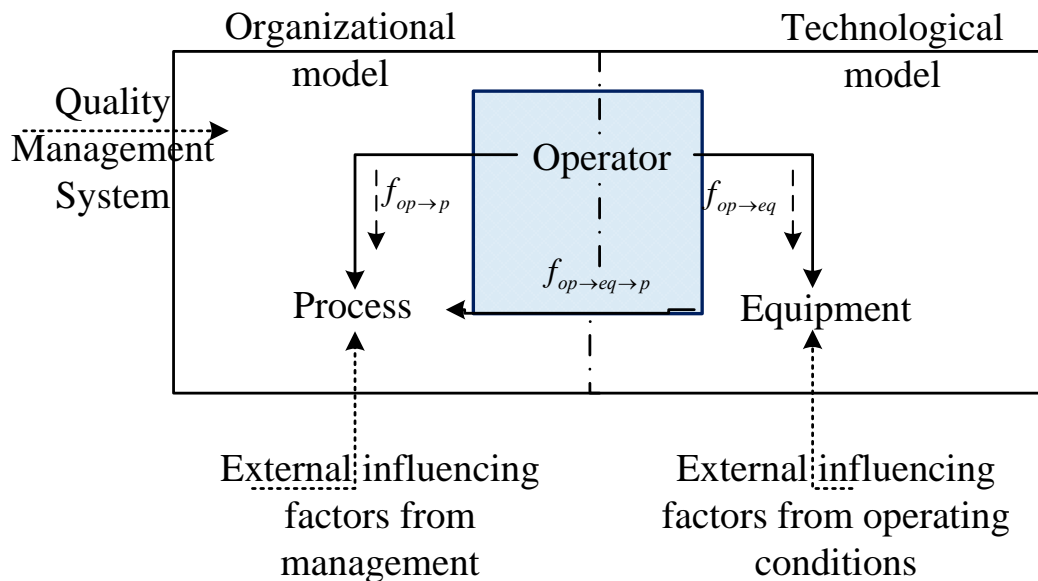 Organizational
model
Technological
model
Quality
Management
System
Operator
f_{op→p}
f_{op→eq}
f_{op→eq→p}
Process
Equipment
External influencing
factors from
management
External influencing
factors from operating
conditions